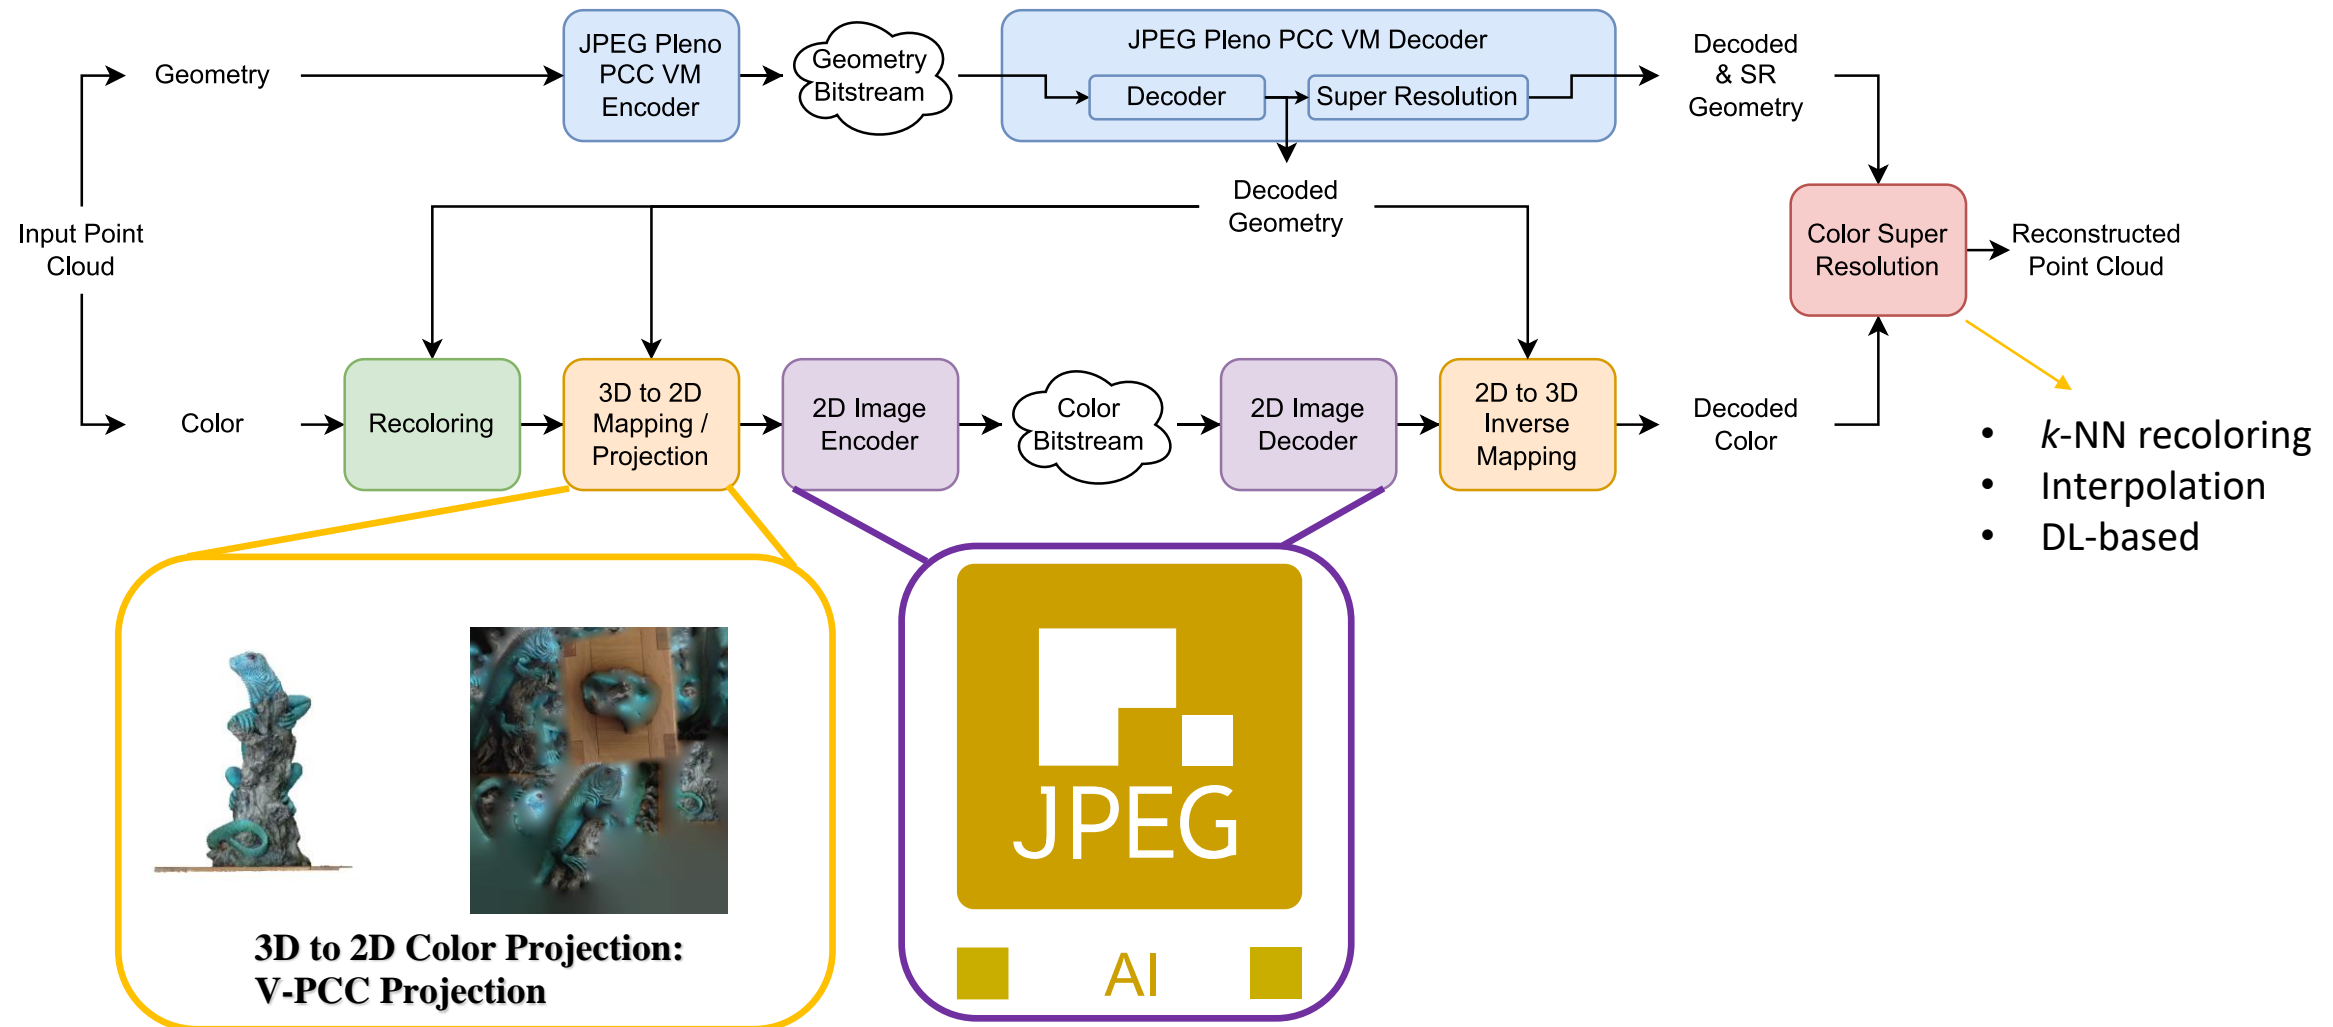 JPEG Pleno
PCC VM
Encoder
Geometry
Bitstream
JPEG Pleno PCC VM Decoder
Decoder
Super Resolution
Decoded
& SR
Geometry
Geometry
Decoded
Geometry
Input Point
Cloud
Color Super
Resolution
Reconstructed
Point Cloud
Color
Recoloring
3D to 2D
Mapping /
Projection
2D Image
Encoder
Color
Bitstream
2D Image
Decoder
2D to 3D
Inverse
Mapping
Decoded
Color
• k-NN recoloring
• Interpolation
• DL-based
3D to 2D Color Projection:
V-PCC Projection
JPEG
AI